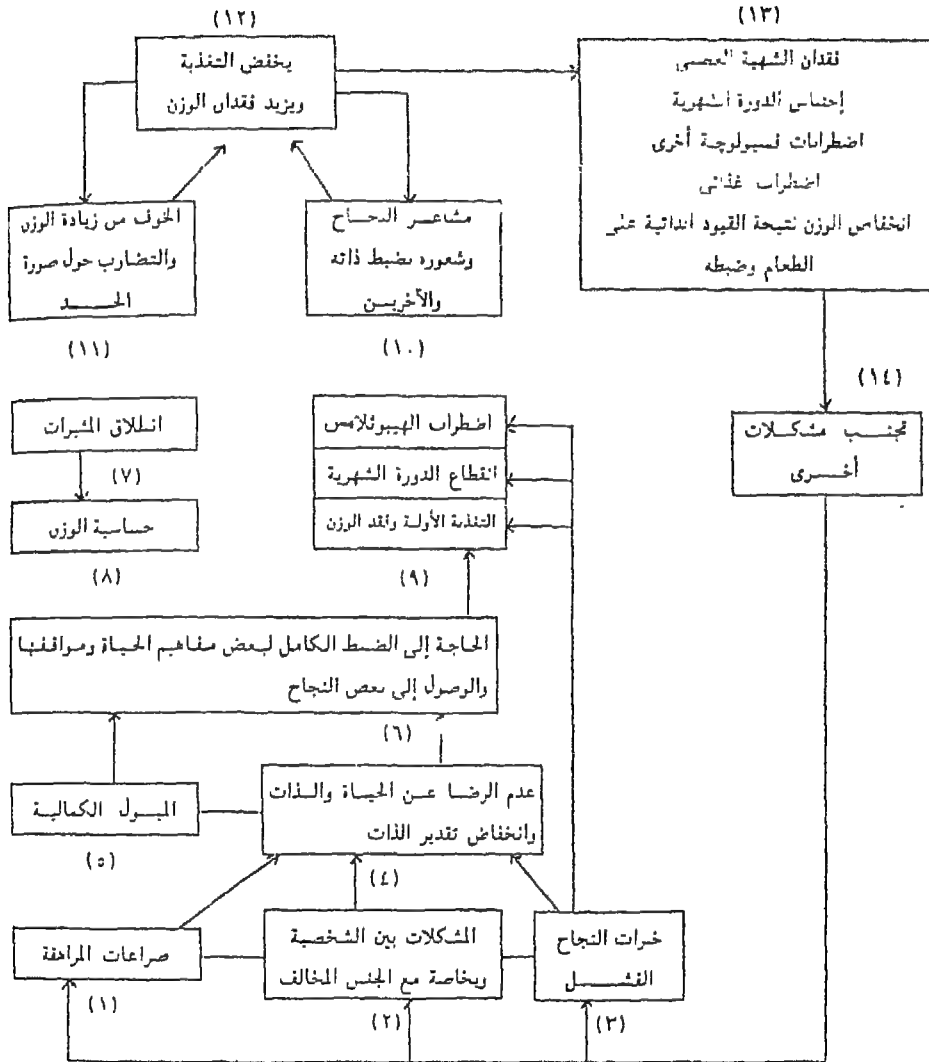 (١٢)
(١٣)
يخفض التغذية
ويزيد فقدان الوزن
فقدان الشهية العصبي
إحتباس الدورة الشهرية
اضطرابات فسيولوجية أخرى
اضطراب غذائي
انخفاض الوزن نتيجة القيود الذاتية على
الطعام وضبطه
الخوف من زيادة الوزن
والتضارب حول صورة
الجسد
مشاعر النجاح
وشعوره بضبط ذاته
والآخرين
(١١)
(١٠)
(١٤)
انطلاق المثيرات
(٧)
حساسية الوزن
(٨)
اضطراب الهيبوثلامس
انقطاع الدورة الشهرية
التغذية الأولية وفقد الوزن
(٩)
تجنب مشكلات
أخرى
الحاجة إلى الضبط الكامل لبعض مفاهيم الحياة ومواقفها
والوصول إلى بعض النجاح
(٦)
الميول الكمالية
(٥)
عدم الرضا عن الحياة والذات
وانخفاض تقدير الذات
(٤)
صراعات المراهقة
(١)
المشكلات بين الشخصية
وبخاصة مع الجنس المخالف
(٢)
خبرات النجاح
الفشل
(٣)